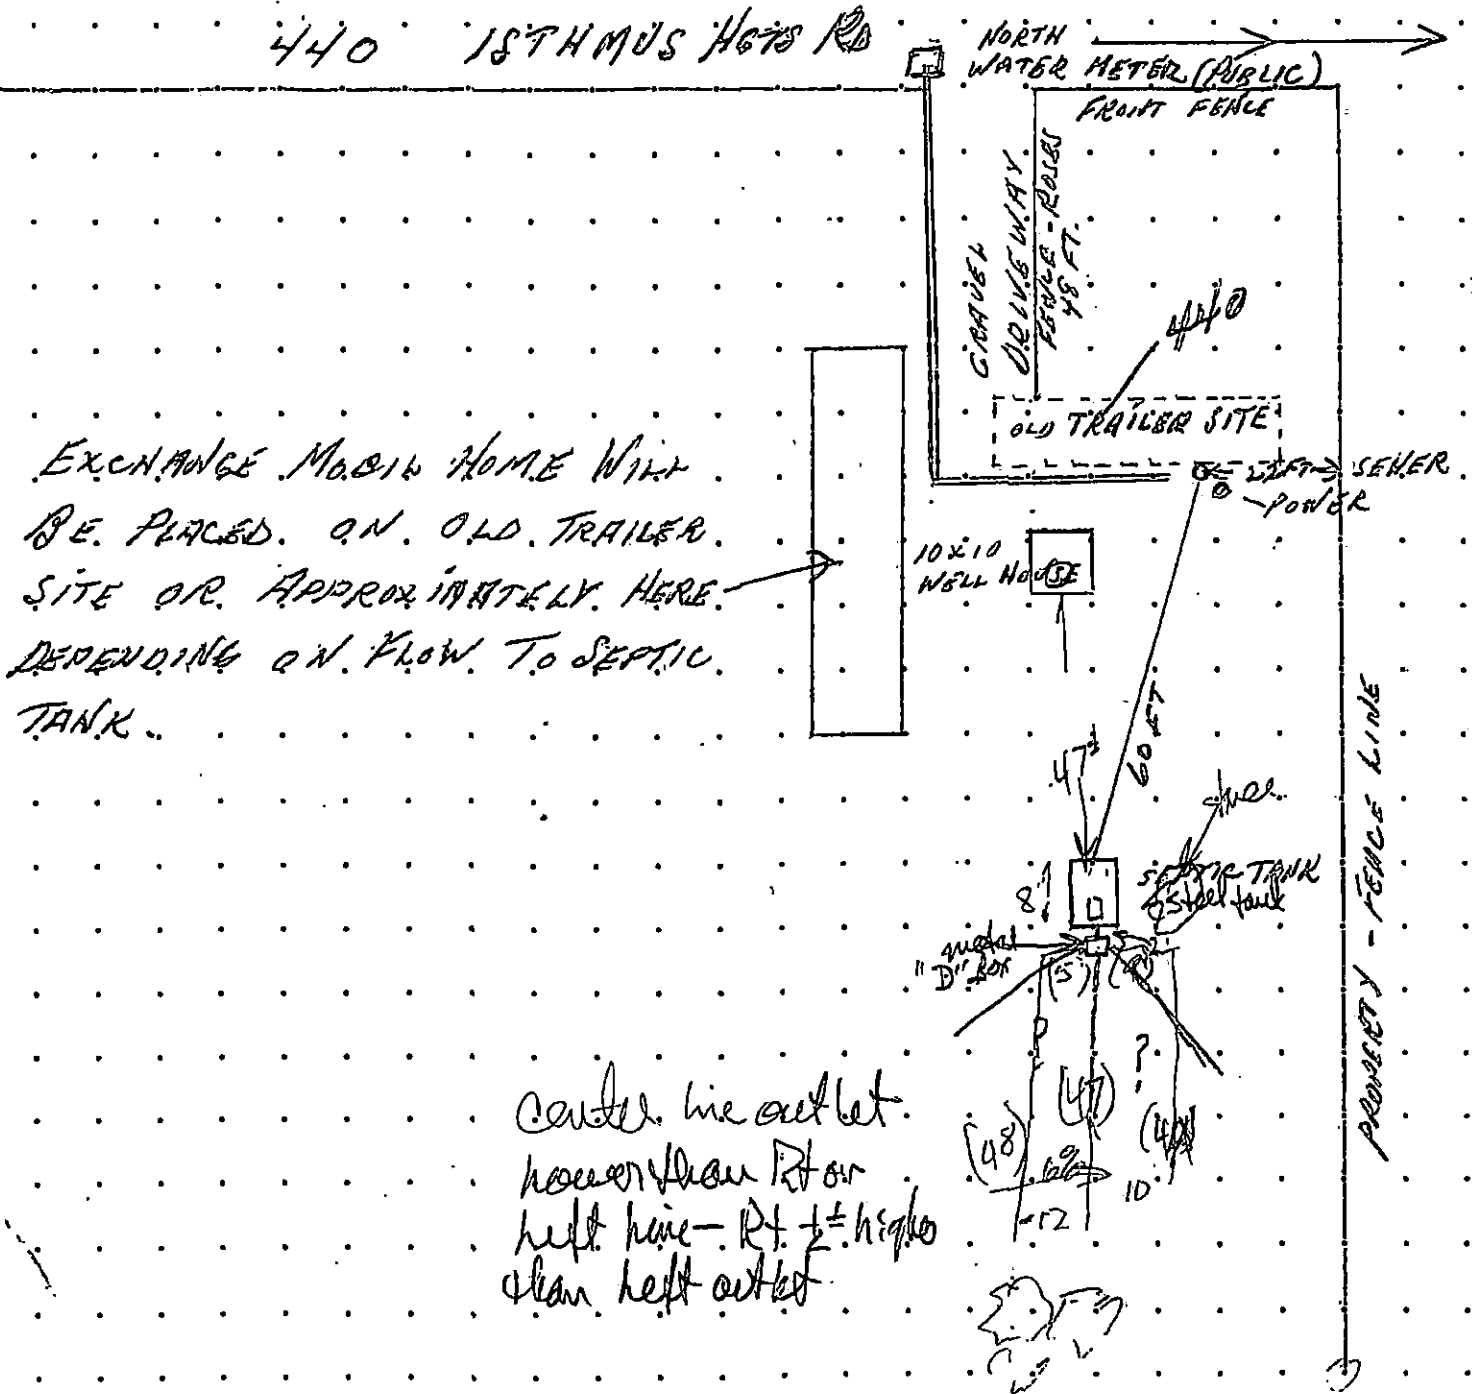 440 ISTHMUS HGTS RD
NORTH
WATER METER (PUBLIC)
FRONT FENCE
GRAVEL
DRIVEWAY
FENCE - ROSES
48 FT.
440
OLD TRAILER SITE
LIFT SEWER
POWER
EXCHANGE MOBIL HOME WILL
BE PLACED ON OLD TRAILER
SITE OR APPROXIMATELY HERE
DEPENDING ON FLOW TO SEPTIC
TANK.
10X10
WELL HOUSE
60 FT
47
8'
SEPTIC TANK
steel tank
metal
"D" BOX
(5)
PROPERTY - FENCE LINE
?
(48)
(47)
10
12
Center line outlet
lower than Rt or
Left line - Rt ½" ± higher
than Left outlet